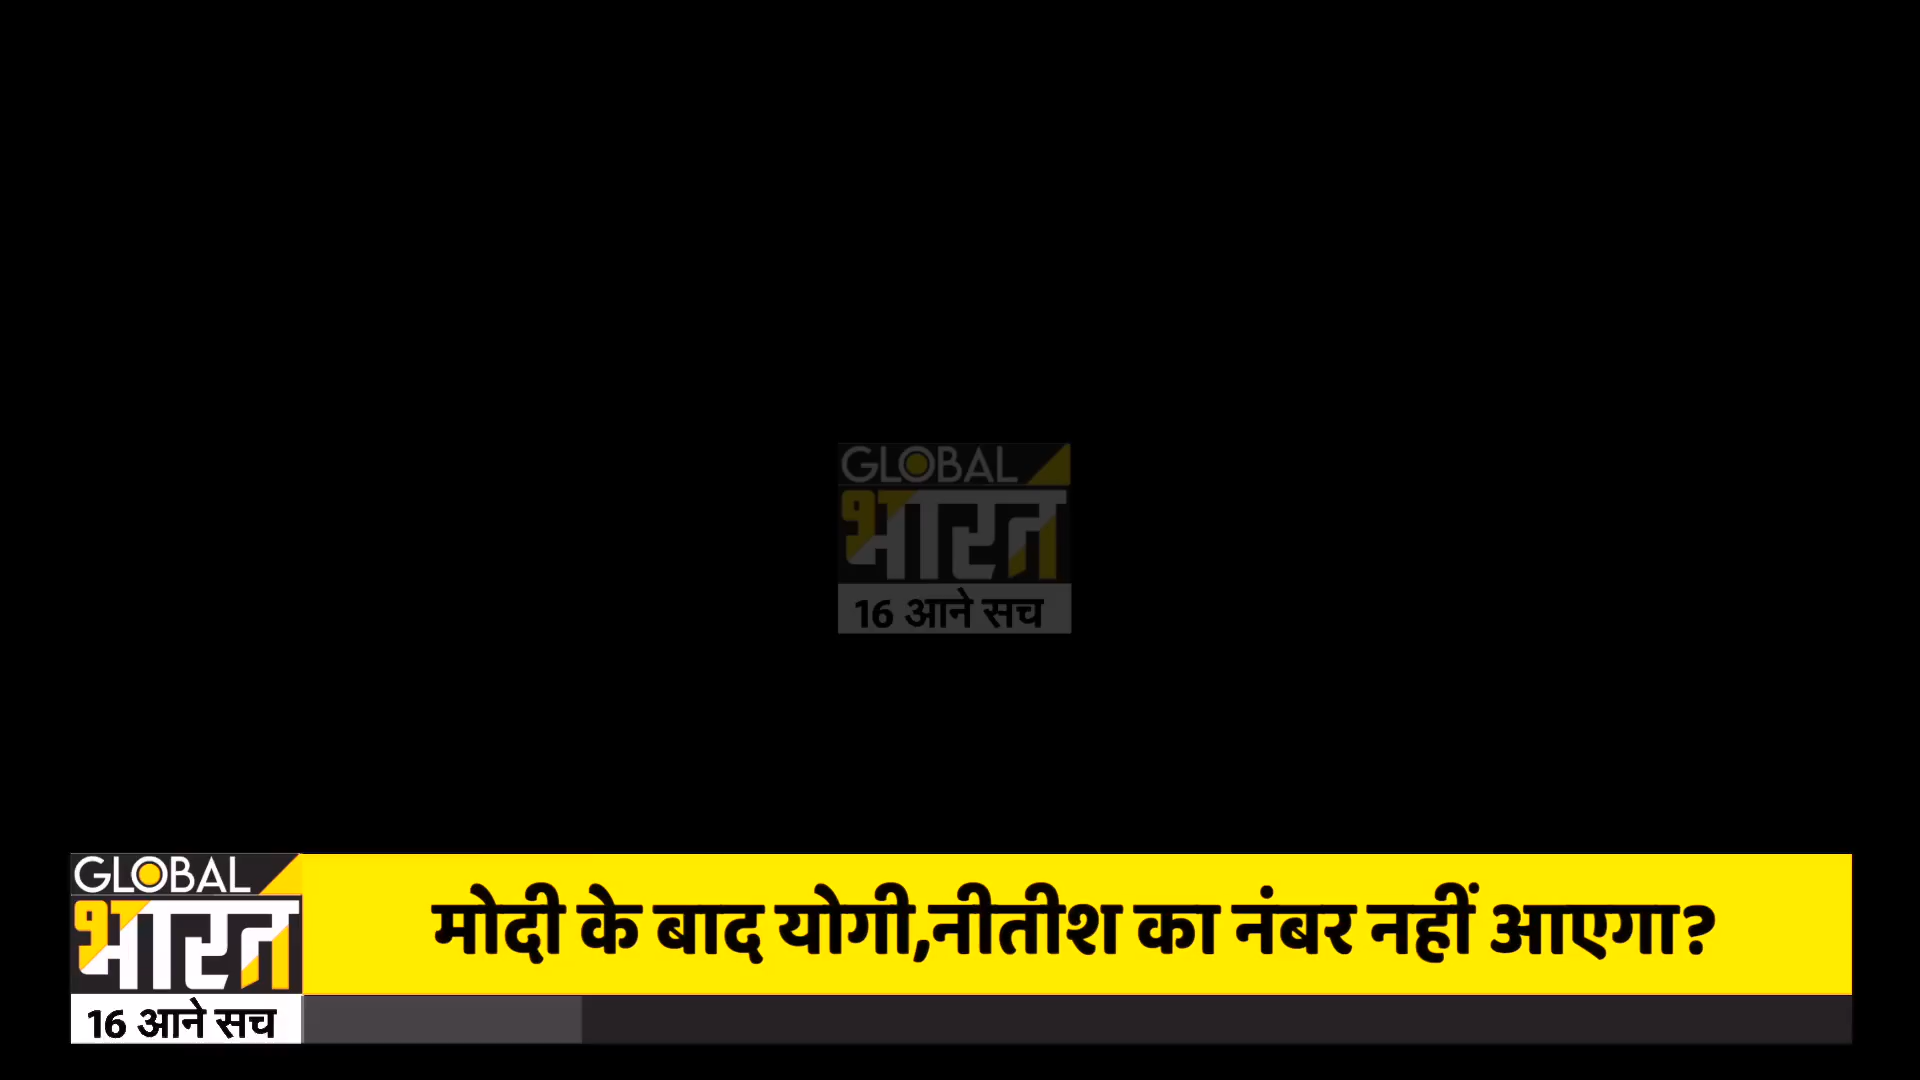 GLOBAL
भारत
16 आने सच
GLOBAL
भारत
16 आने सच
मोदी के बाद योगी,नीतीश का नंबर नहीं आएगा?